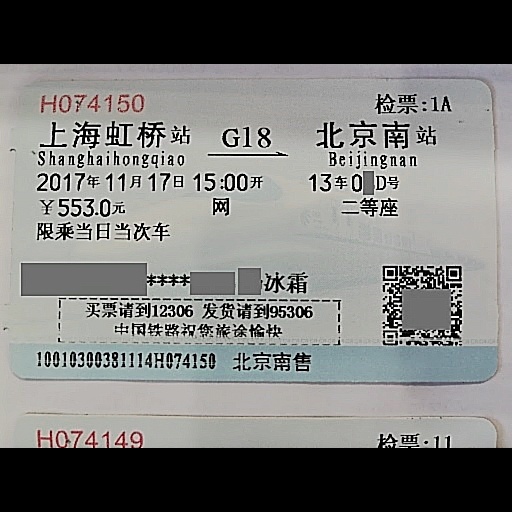 H074150 检票:1A
上海虹桥站 G18 北京南站
Shanghaihongqiao Beijingnan
2017年11月17日 15:00开 13车0 D号
￥553.0元 网 二等座
限乘当日当次车
**** 冰霜
买票请到12306 发货请到95306
中国铁路祝您旅途愉快
10010300381114H074150 北京南售
H074149 检票:11